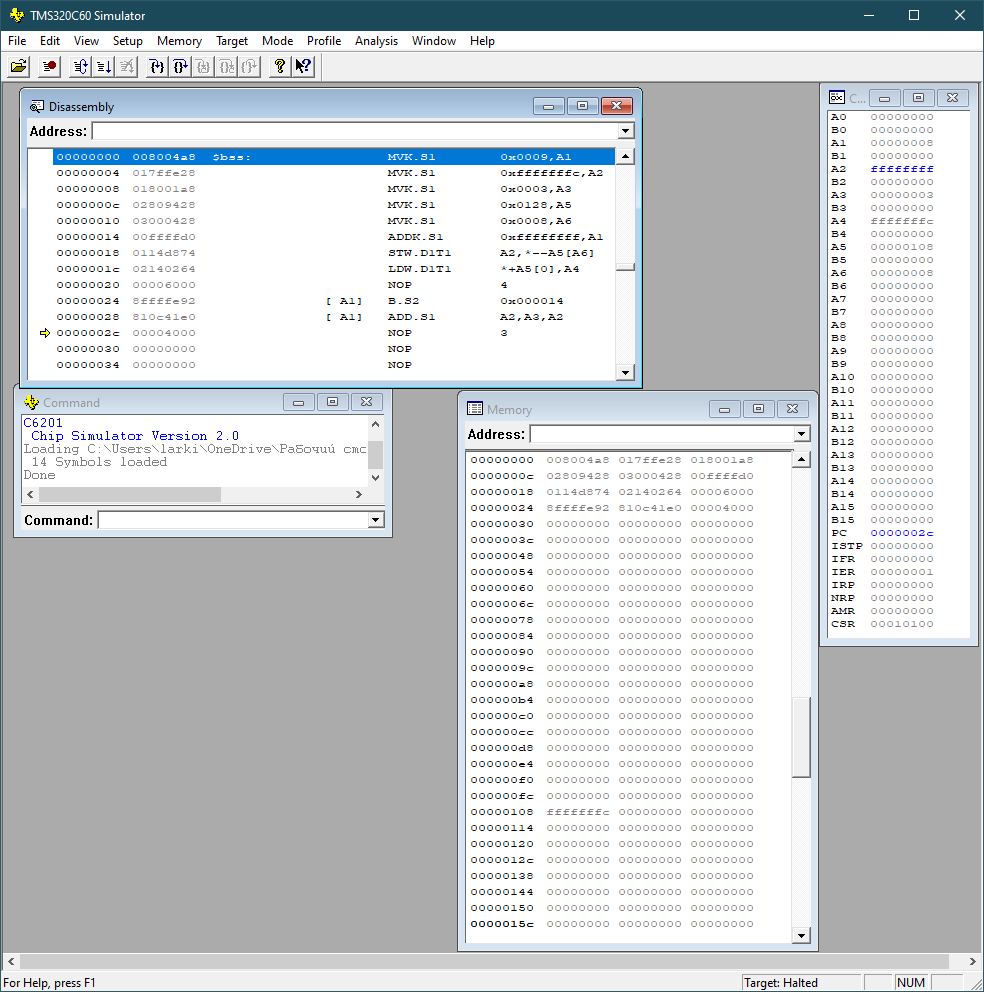 TMS320C60 Simulator
File Edit View Setup Memory Target Mode Profile Analysis Window Help
Disassembly
Address:
00000000 008004a8 $bss: MVK.S1 0x0009,A1
00000004 017ffe28 MVK.S1 0xfffffffc,A2
00000008 018001a8 MVK.S1 0x0003,A3
0000000c 02809428 MVK.S1 0x0128,A5
00000010 03000428 MVK.S1 0x0008,A6
00000014 00ffffd0 ADDK.S1 0xffffffff,A1
00000018 0114d874 STW.D1T1 A2,*--A5[A6]
0000001c 02140264 LDW.D1T1 *+A5[0],A4
00000020 00006000 NOP 4
00000024 8ffffe92 [ A1] B.S2 0x000014
00000028 810c41e0 [ A1] ADD.S1 A2,A3,A2
0000002c 00004000 NOP 3
00000030 00000000 NOP
00000034 00000000 NOP
Command
C6201
Chip Simulator Version 2.0
Loading C:\Users\larki\OneDrive\Рабочий стс
14 Symbols loaded
Done
Command:
Memory
Address:
00000000 008004a8 017ffe28 018001a8
0000000c 02809428 03000428 00ffffd0
00000018 0114d874 02140264 00006000
00000024 8ffffe92 810c41e0 00004000
00000030 00000000 00000000 00000000
0000003c 00000000 00000000 00000000
00000048 00000000 00000000 00000000
00000054 00000000 00000000 00000000
00000060 00000000 00000000 00000000
0000006c 00000000 00000000 00000000
00000078 00000000 00000000 00000000
00000084 00000000 00000000 00000000
00000090 00000000 00000000 00000000
0000009c 00000000 00000000 00000000
000000a8 00000000 00000000 00000000
000000b4 00000000 00000000 00000000
000000c0 00000000 00000000 00000000
000000cc 00000000 00000000 00000000
000000d8 00000000 00000000 00000000
000000e4 00000000 00000000 00000000
000000f0 00000000 00000000 00000000
000000fc 00000000 00000000 00000000
00000108 fffffffc 00000000 00000000
00000114 00000000 00000000 00000000
00000120 00000000 00000000 00000000
0000012c 00000000 00000000 00000000
00000138 00000000 00000000 00000000
00000144 00000000 00000000 00000000
00000150 00000000 00000000 00000000
0000015c 00000000 00000000 00000000
C...
A0 00000000
B0 00000000
A1 00000008
B1 00000000
A2 ffffffff
B2 00000000
A3 00000003
B3 00000000
A4 fffffffc
B4 00000000
A5 00000108
B5 00000000
A6 00000008
B6 00000000
A7 00000000
B7 00000000
A8 00000000
B8 00000000
A9 00000000
B9 00000000
A10 00000000
B10 00000000
A11 00000000
B11 00000000
A12 00000000
B12 00000000
A13 00000000
B13 00000000
A14 00000000
B14 00000000
A15 00000000
B15 00000000
PC 0000002c
ISTP 00000000
IFR 00000000
IER 00000001
IRP 00000000
NRP 00000000
AMR 00000000
CSR 00010100
For Help, press F1
Target: Halted
NUM